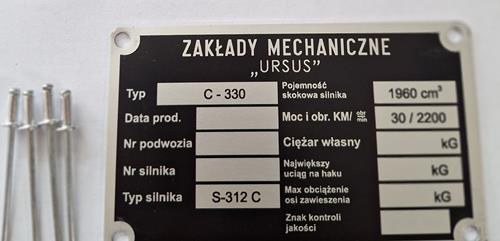 ZAKŁADY MECHANICZNE
„URSUS”
Typ C - 330
Data prod.
Nr podwozia
Nr silnika
Typ silnika S-312 C
Pojemność
skokowa silnika 1960 cm³
Moc i obr. KM/ obr/min 30 / 2200
Ciężar własny KG
Największy
uciąg na haku KG
Max obciążenie
osi zawieszenia KG
Znak kontroli
jakości